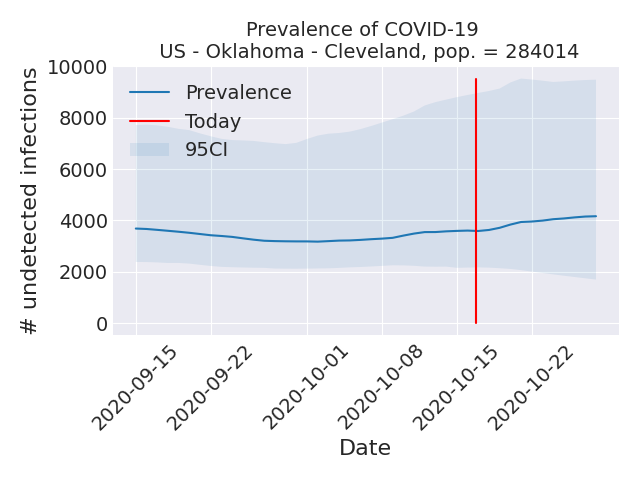 Prevalence of COVID-19
US - Oklahoma - Cleveland, pop. = 284014
# undetected infections
10000
8000
6000
4000
2000
0
Prevalence
Today
95CI
2020-09-15
2020-09-22
2020-10-01
2020-10-08
2020-10-15
2020-10-22
Date